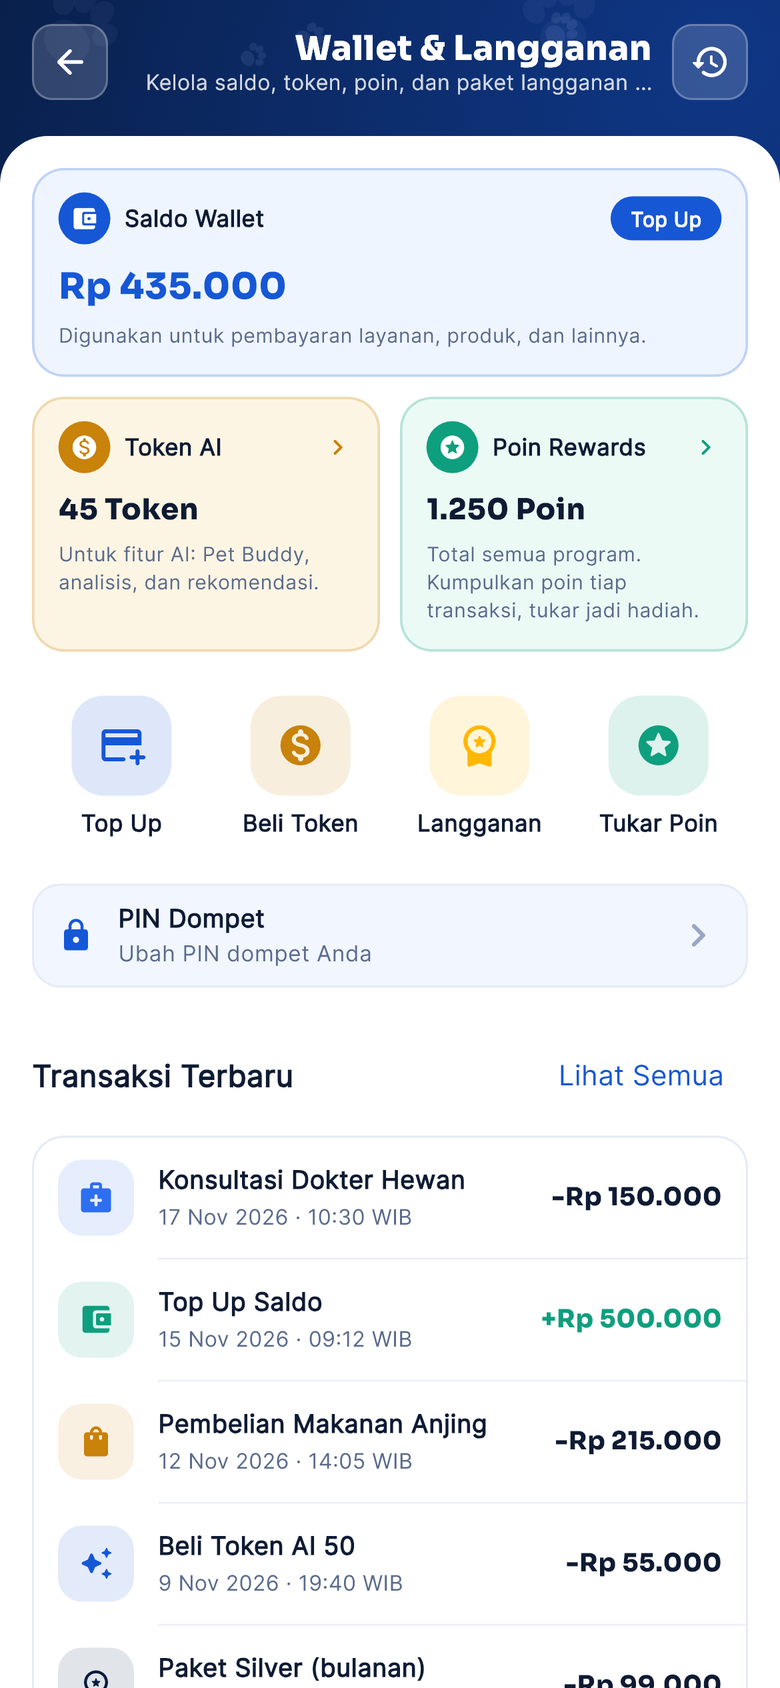 Wallet & Langganan
Kelola saldo, token, poin, dan paket langganan ...
Saldo Wallet
Top Up
Rp 435.000
Digunakan untuk pembayaran layanan, produk, dan lainnya.
Token AI
45 Token
Untuk fitur AI: Pet Buddy,
analisis, dan rekomendasi.
Poin Rewards
1.250 Poin
Total semua program.
Kumpulkan poin tiap
transaksi, tukar jadi hadiah.
Top Up
Beli Token
Langganan
Tukar Poin
PIN Dompet
Ubah PIN dompet Anda
Transaksi Terbaru
Lihat Semua
Konsultasi Dokter Hewan
17 Nov 2026 · 10:30 WIB
-Rp 150.000
Top Up Saldo
15 Nov 2026 · 09:12 WIB
+Rp 500.000
Pembelian Makanan Anjing
12 Nov 2026 · 14:05 WIB
-Rp 215.000
Beli Token AI 50
9 Nov 2026 · 19:40 WIB
-Rp 55.000
Paket Silver (bulanan)
-Rp 99.000